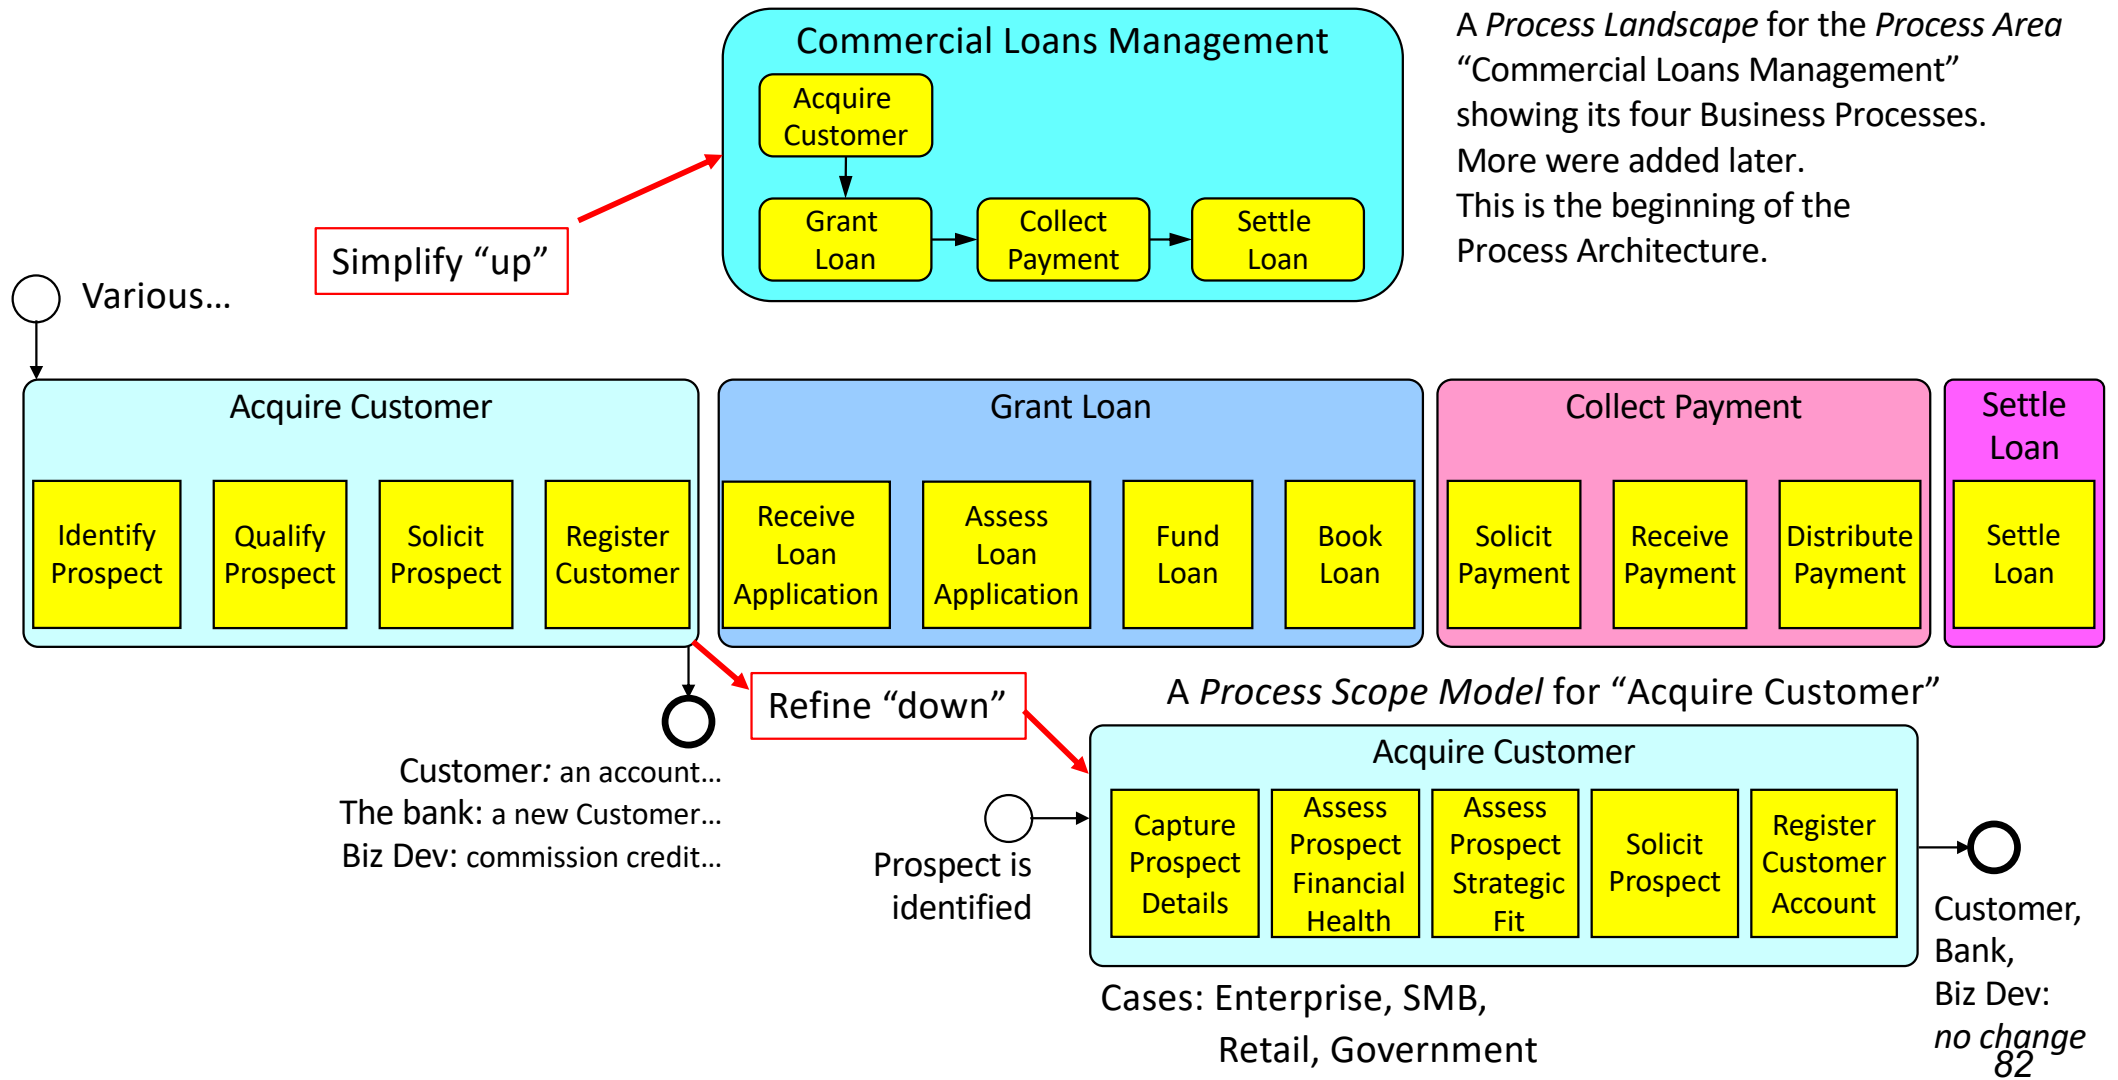 Commercial Loans Management
Acquire
Customer
Grant
Loan
Collect
Payment
Settle
Loan
A Process Landscape for the Process Area
“Commercial Loans Management”
showing its four Business Processes.
More were added later.
This is the beginning of the
Process Architecture.
Simplify “up”
Various…
Acquire Customer
Identify
Prospect
Qualify
Prospect
Solicit
Prospect
Register
Customer
Grant Loan
Receive
Loan
Application
Assess
Loan
Application
Fund
Loan
Book
Loan
Collect Payment
Solicit
Payment
Receive
Payment
Distribute
Payment
Settle
Loan
Settle
Loan
Customer: an account…
The bank: a new Customer…
Biz Dev: commission credit…
Refine “down”
A Process Scope Model for “Acquire Customer”
Prospect is
identified
Acquire Customer
Capture
Prospect
Details
Assess
Prospect
Financial
Health
Assess
Prospect
Strategic
Fit
Solicit
Prospect
Register
Customer
Account
Customer,
Bank,
Biz Dev:
no change
Cases: Enterprise, SMB,
Retail, Government
82